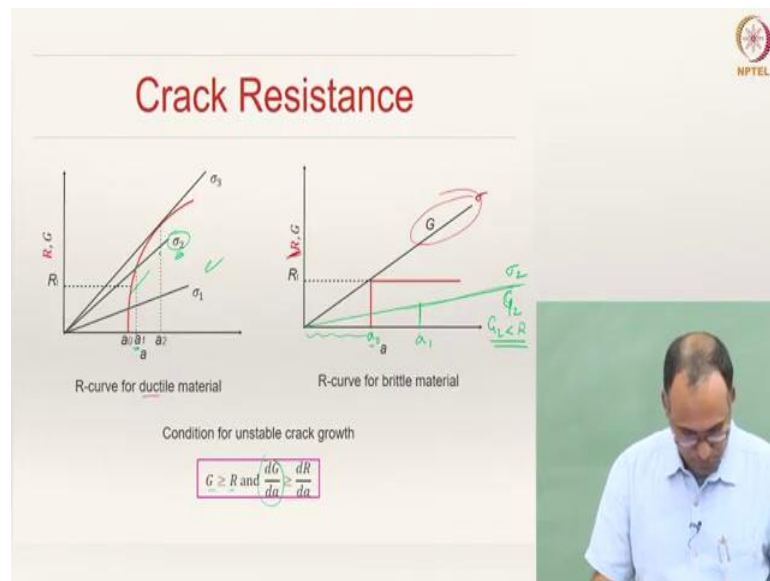 NPTEL
Crack Resistance
R, G
Rᵢ
σ₃
σ₂
σ₁
a₀ a₁ a₂
a
R-curve for ductile material
R, G
Rᵢ
G
σ
σ₂
G₂
G₂ < R
a₀
a₁
a
R-curve for brittle material
Condition for unstable crack growth
G ≥ R and dG/da ≥ dR/da